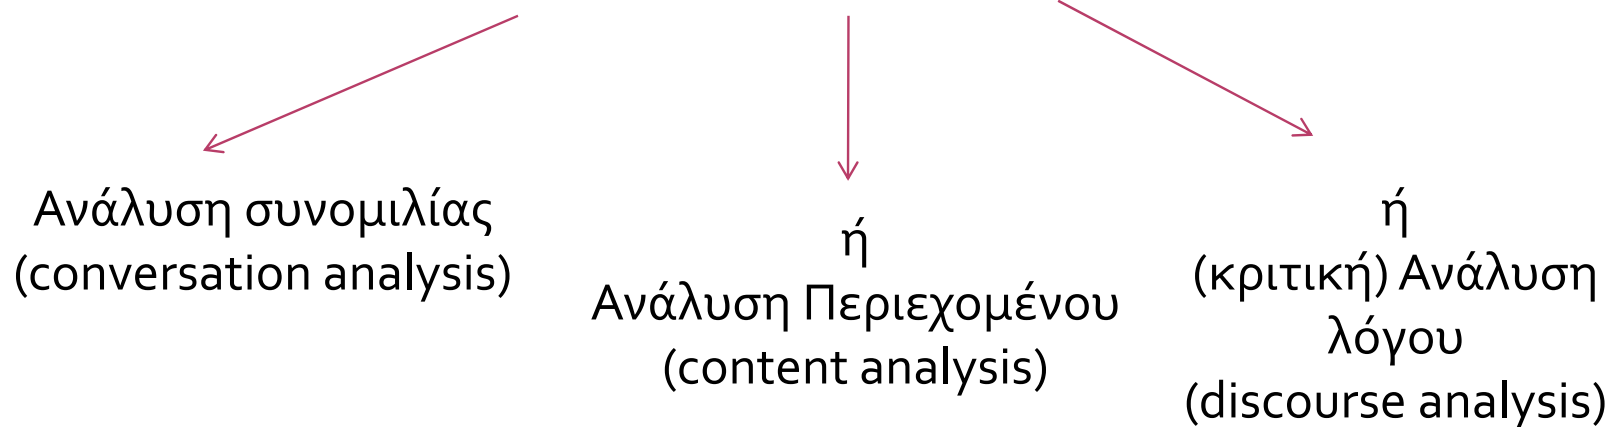 Ανάλυση συνομιλίας
(conversation analysis)
ή
Ανάλυση Περιεχομένου
(content analysis)
ή
(κριτική) Ανάλυση
λόγου
(discourse analysis)